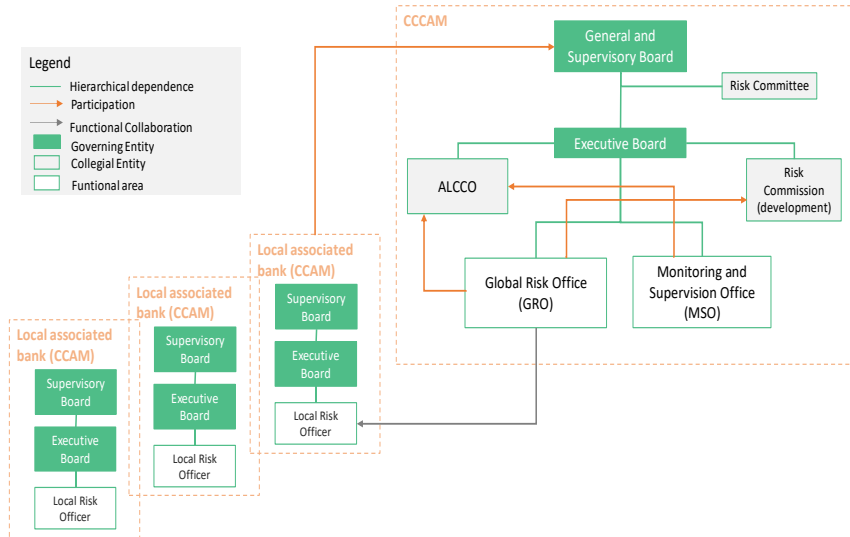 Legend
Hierarchical dependence
Participation
Functional Collaboration
Governing Entity
Collegial Entity
Funtional area
CCCAM
General and
Supervisory Board
Risk Committee
Executive Board
ALCCO
Risk
Commission
(development)
Global Risk Office
(GRO)
Monitoring and
Supervision Office
(MSO)
Local associated
bank (CCAM)
Supervisory
Board
Executive
Board
Local Risk
Officer
Local associated
bank (CCAM)
Supervisory
Board
Executive
Board
Local Risk
Officer
Local associated
bank (CCAM)
Supervisory
Board
Executive
Board
Local Risk
Officer